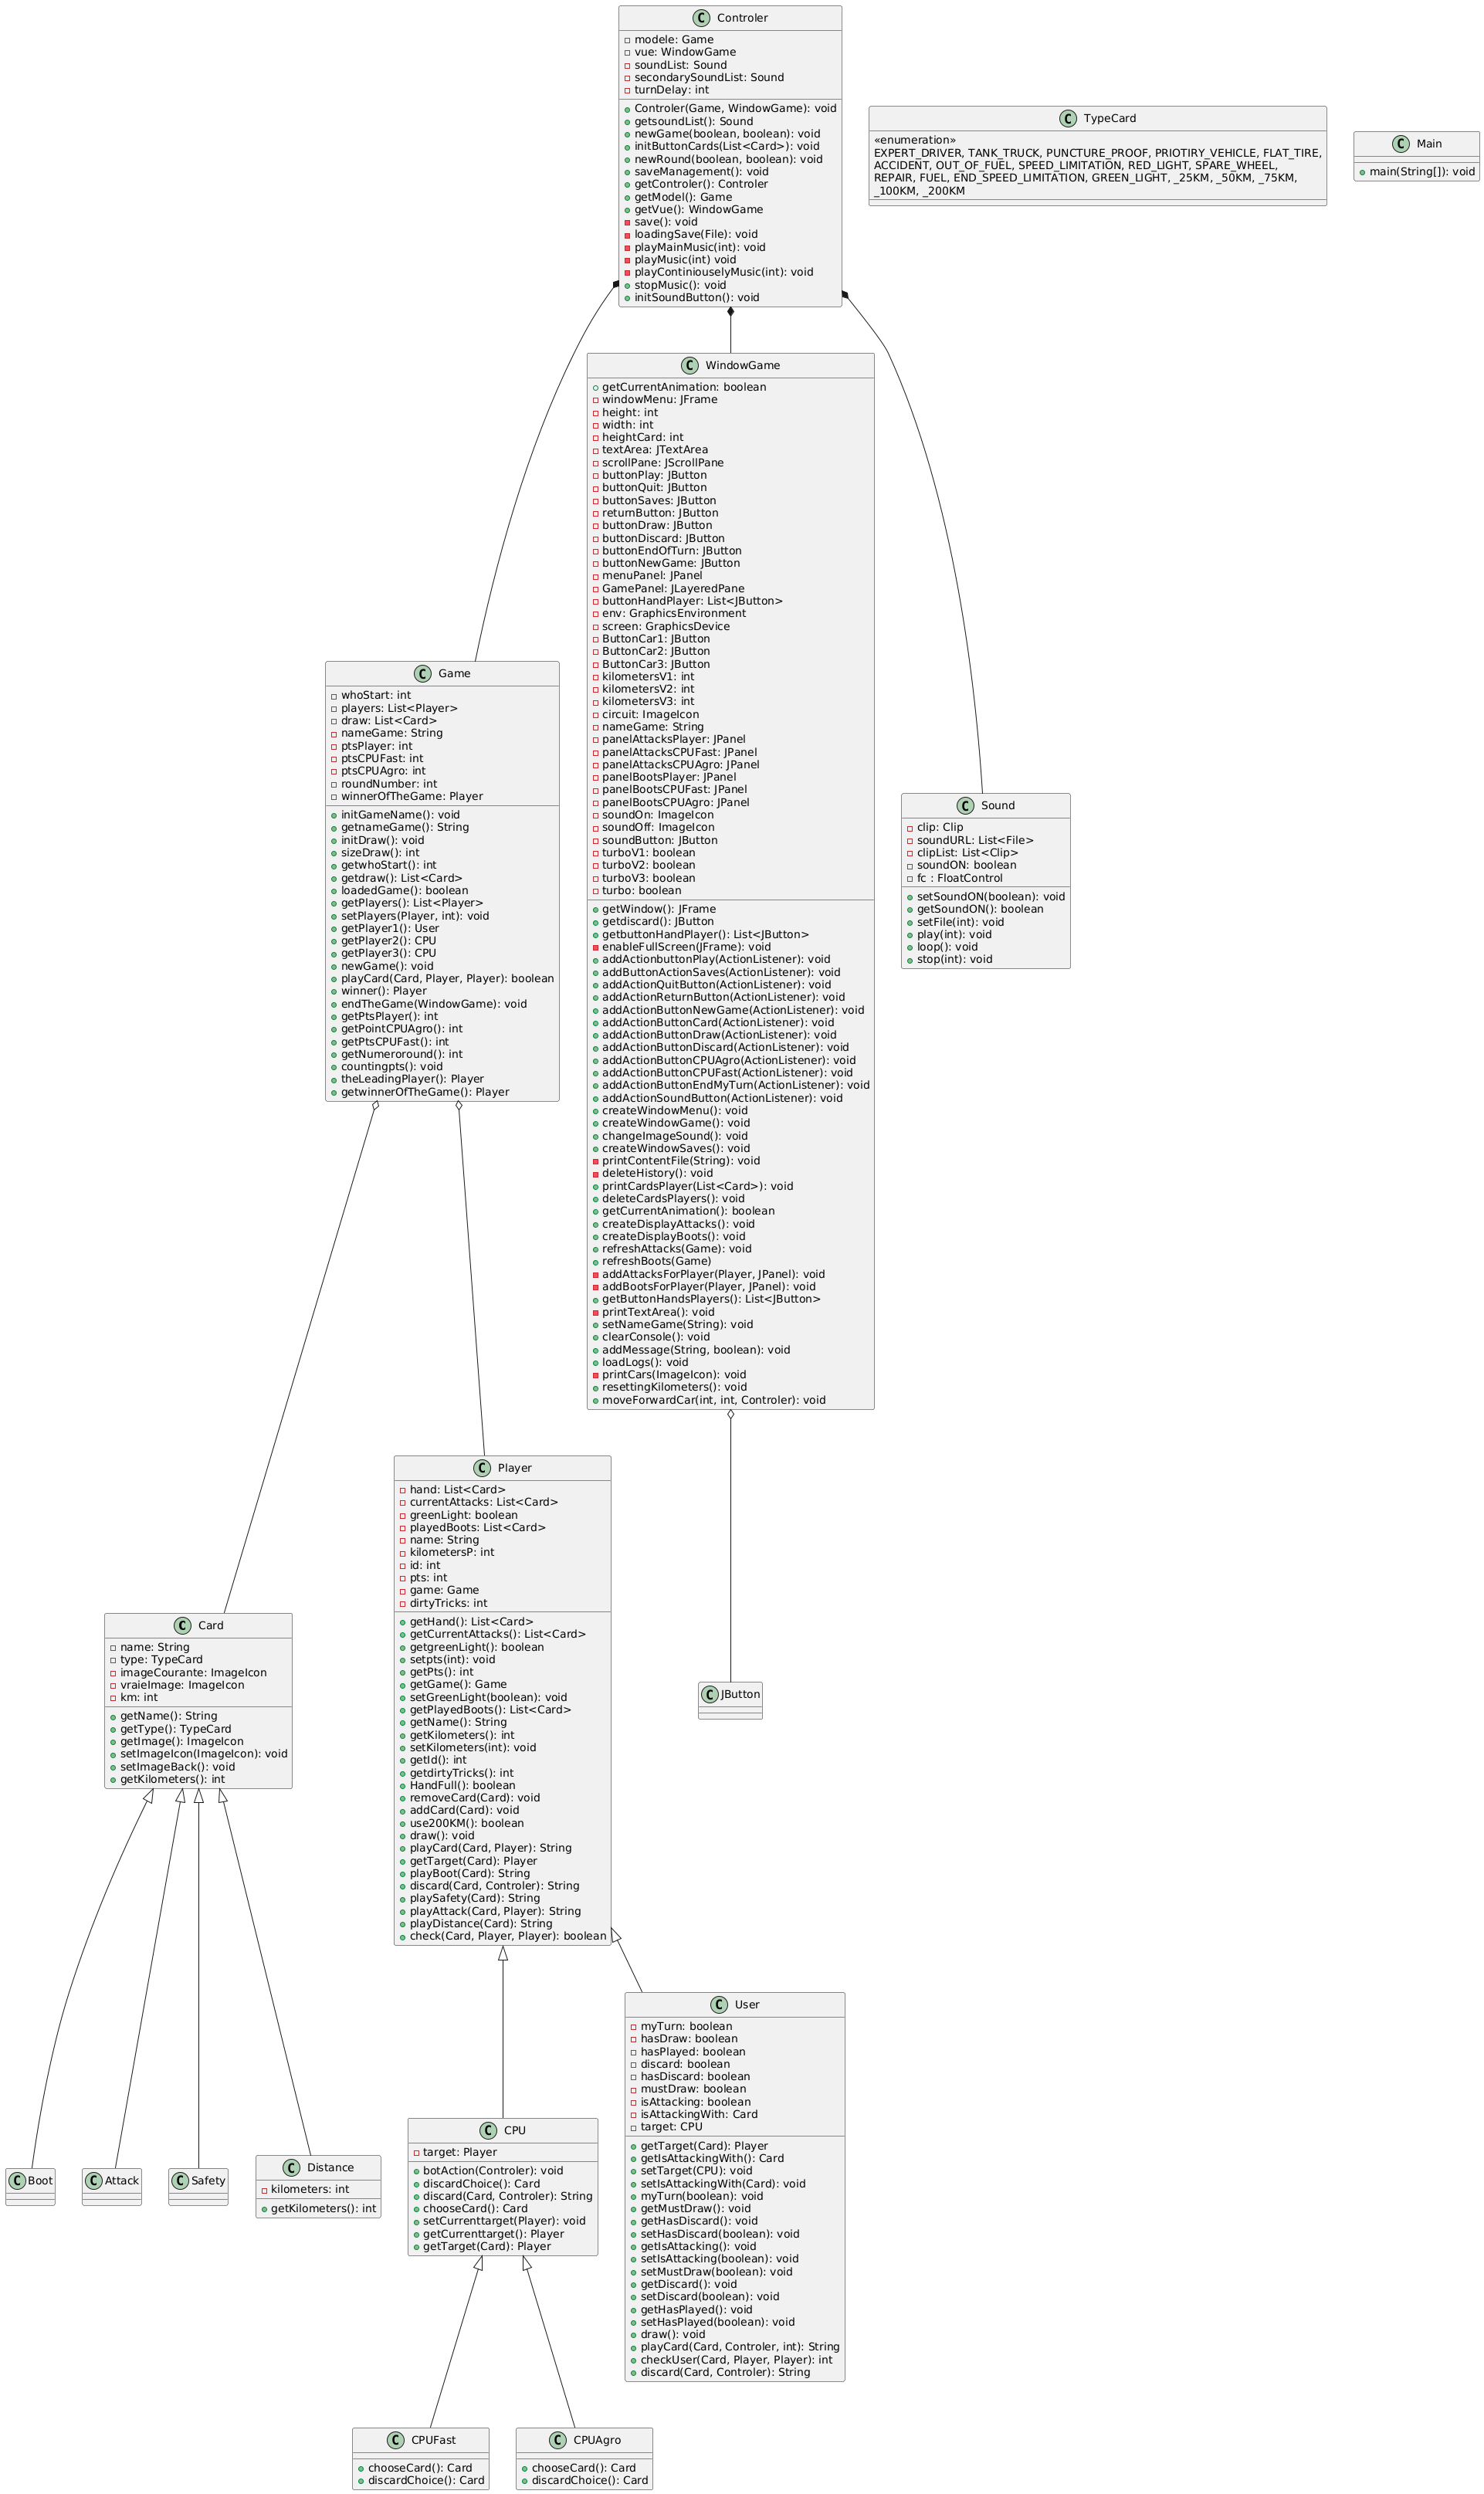 Controler
modele: Game
vue: WindowGame
soundList: Sound
secondarySoundList: Sound
turnDelay: int
Controler(Game, WindowGame): void
getsoundList(): Sound
newGame(boolean, boolean): void
initButtonCards(List<Card>): void
newRound(boolean, boolean): void
saveManagement(): void
getControler(): Controler
getModel(): Game
getVue(): WindowGame
save(): void
loadingSave(File): void
playMainMusic(int): void
playMusic(int) void
playContiniouselyMusic(int): void
stopMusic(): void
initSoundButton(): void
TypeCard
«enumeration»
EXPERT_DRIVER, TANK_TRUCK, PUNCTURE_PROOF, PRIOTIRY_VEHICLE, FLAT_TIRE,
ACCIDENT, OUT_OF_FUEL, SPEED_LIMITATION, RED_LIGHT, SPARE_WHEEL,
REPAIR, FUEL, END_SPEED_LIMITATION, GREEN_LIGHT, _25KM, _50KM, _75KM,
_100KM, _200KM
Main
main(String[]): void
WindowGame
getCurrentAnimation: boolean
windowMenu: JFrame
height: int
width: int
heightCard: int
textArea: JTextArea
scrollPane: JScrollPane
buttonPlay: JButton
buttonQuit: JButton
buttonSaves: JButton
returnButton: JButton
buttonDraw: JButton
buttonDiscard: JButton
buttonEndOfTurn: JButton
buttonNewGame: JButton
menuPanel: JPanel
GamePanel: JLayeredPane
buttonHandPlayer: List<JButton>
env: GraphicsEnvironment
screen: GraphicsDevice
ButtonCar1: JButton
ButtonCar2: JButton
ButtonCar3: JButton
kilometersV1: int
kilometersV2: int
kilometersV3: int
circuit: ImageIcon
nameGame: String
panelAttacksPlayer: JPanel
panelAttacksCPUFast: JPanel
panelAttacksCPUAgro: JPanel
panelBootsPlayer: JPanel
panelBootsCPUFast: JPanel
panelBootsCPUAgro: JPanel
soundOn: ImageIcon
soundOff: ImageIcon
soundButton: JButton
turboV1: boolean
turboV2: boolean
turboV3: boolean
turbo: boolean
getWindow(): JFrame
getdiscard(): JButton
getbuttonHandPlayer(): List<JButton>
enableFullScreen(JFrame): void
addActionbuttonPlay(ActionListener): void
addButtonActionSaves(ActionListener): void
addActionQuitButton(ActionListener): void
addActionReturnButton(ActionListener): void
addActionButtonNewGame(ActionListener): void
addActionButtonCard(ActionListener): void
addActionButtonDraw(ActionListener): void
addActionButtonDiscard(ActionListener): void
addActionButtonCPUAgro(ActionListener): void
addActionButtonCPUFast(ActionListener): void
addActionButtonEndMyTurn(ActionListener): void
addActionSoundButton(ActionListener): void
createWindowMenu(): void
createWindowGame(): void
changeImageSound(): void
createWindowSaves(): void
printContentFile(String): void
deleteHistory(): void
printCardsPlayer(List<Card>): void
deleteCardsPlayers(): void
getCurrentAnimation(): boolean
createDisplayAttacks(): void
createDisplayBoots(): void
refreshAttacks(Game): void
refreshBoots(Game)
addAttacksForPlayer(Player, JPanel): void
addBootsForPlayer(Player, JPanel): void
getButtonHandsPlayers(): List<JButton>
printTextArea(): void
setNameGame(String): void
clearConsole(): void
addMessage(String, boolean): void
loadLogs(): void
printCars(ImageIcon): void
resettingKilometers(): void
moveForwardCar(int, int, Controler): void
Game
whoStart: int
players: List<Player>
draw: List<Card>
nameGame: String
ptsPlayer: int
ptsCPUFast: int
ptsCPUAgro: int
roundNumber: int
winnerOfTheGame: Player
initGameName(): void
getnameGame(): String
initDraw(): void
sizeDraw(): int
getwhoStart(): int
getdraw(): List<Card>
loadedGame(): boolean
getPlayers(): List<Player>
setPlayers(Player, int): void
getPlayer1(): User
getPlayer2(): CPU
getPlayer3(): CPU
newGame(): void
playCard(Card, Player, Player): boolean
winner(): Player
endTheGame(WindowGame): void
getPtsPlayer(): int
getPointCPUAgro(): int
getPtsCPUFast(): int
getNumeroround(): int
countingpts(): void
theLeadingPlayer(): Player
getwinnerOfTheGame(): Player
Sound
clip: Clip
soundURL: List<File>
clipList: List<Clip>
soundON: boolean
fc : FloatControl
setSoundON(boolean): void
getSoundON(): boolean
setFile(int): void
play(int): void
loop(): void
stop(int): void
Player
hand: List<Card>
currentAttacks: List<Card>
greenLight: boolean
playedBoots: List<Card>
name: String
kilometersP: int
id: int
pts: int
game: Game
dirtyTricks: int
getHand(): List<Card>
getCurrentAttacks(): List<Card>
getgreenLight(): boolean
setpts(int): void
getPts(): int
getGame(): Game
setGreenLight(boolean): void
getPlayedBoots(): List<Card>
getName(): String
getKilometers(): int
setKilometers(int): void
getId(): int
getdirtyTricks(): int
HandFull(): boolean
removeCard(Card): void
addCard(Card): void
use200KM(): boolean
draw(): void
playCard(Card, Player): String
getTarget(Card): Player
playBoot(Card): String
discard(Card, Controler): String
playSafety(Card): String
playAttack(Card, Player): String
playDistance(Card): String
check(Card, Player, Player): boolean
Card
name: String
type: TypeCard
imageCourante: ImageIcon
vraieImage: ImageIcon
km: int
getName(): String
getType(): TypeCard
getImage(): ImageIcon
setImageIcon(ImageIcon): void
setImageBack(): void
getKilometers(): int
JButton
User
myTurn: boolean
hasDraw: boolean
hasPlayed: boolean
discard: boolean
hasDiscard: boolean
mustDraw: boolean
isAttacking: boolean
isAttackingWith: Card
target: CPU
getTarget(Card): Player
getIsAttackingWith(): Card
setTarget(CPU): void
setIsAttackingWith(Card): void
myTurn(boolean): void
getMustDraw(): void
getHasDiscard(): void
setHasDiscard(boolean): void
getIsAttacking(): void
setIsAttacking(boolean): void
setMustDraw(boolean): void
getDiscard(): void
setDiscard(boolean): void
getHasPlayed(): void
setHasPlayed(boolean): void
draw(): void
playCard(Card, Controler, int): String
checkUser(Card, Player, Player): int
discard(Card, Controler): String
Boot
Attack
Safety
Distance
kilometers: int
getKilometers(): int
CPU
target: Player
botAction(Controler): void
discardChoice(): Card
discard(Card, Controler): String
chooseCard(): Card
setCurrenttarget(Player): void
getCurrenttarget(): Player
getTarget(Card): Player
CPUFast
chooseCard(): Card
discardChoice(): Card
CPUAgro
chooseCard(): Card
discardChoice(): Card